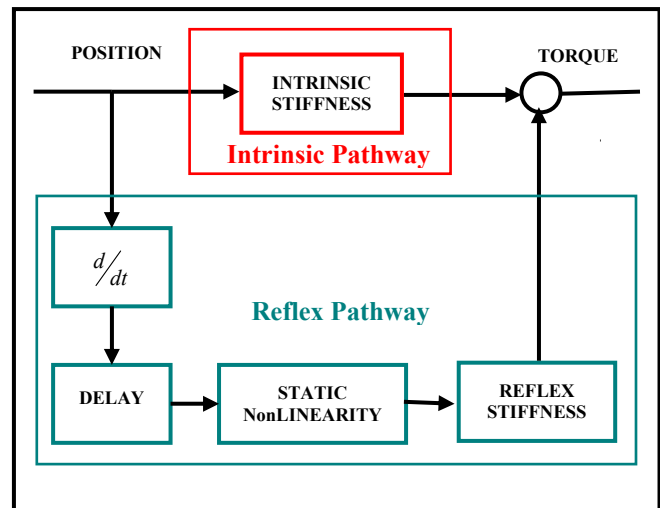 POSITION
TORQUE
INTRINSIC
STIFFNESS
Intrinsic Pathway
d/dt
Reflex Pathway
DELAY
STATIC
NonLINEARITY
REFLEX
STIFFNESS